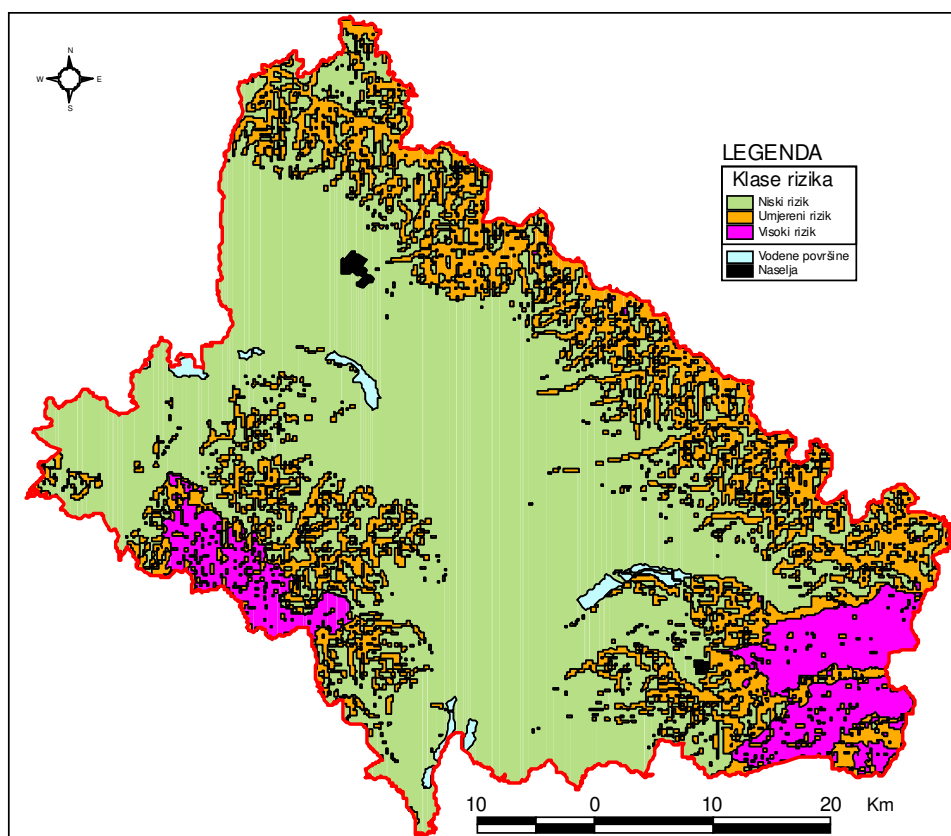 N
W E
S
LEGENDA
Klase rizika
Niski rizik
Umjereni rizik
Visoki rizik
Vodene površine
Naselja
10 0 10 20 Km